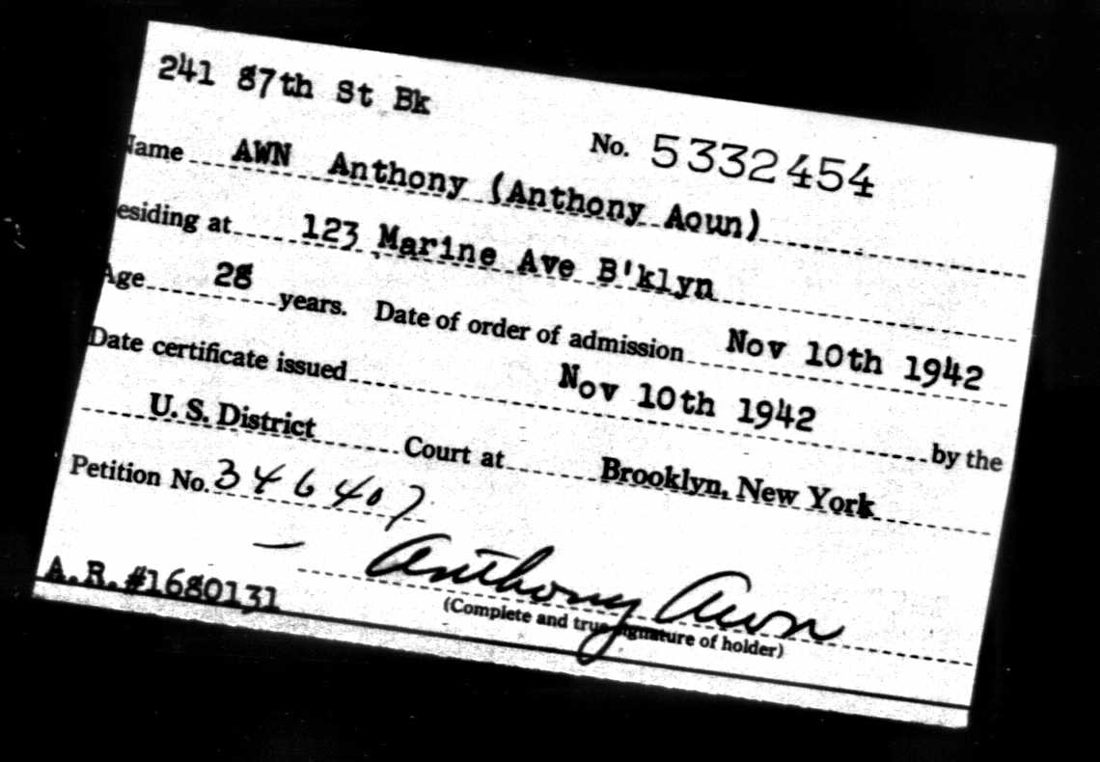 241 87th St Bk
No. 5332454
Name AWN Anthony (Anthony Aoun)
esiding at 123 Marine Ave B'klyn
Age 28 years. Date of order of admission Nov 10th 1942
Date certificate issued Nov 10th 1942 by the
U. S. District Court at Brooklyn, New York
Petition No. 346407
Anthony Awn
(Complete and true signature of holder)
A.R.#1680131